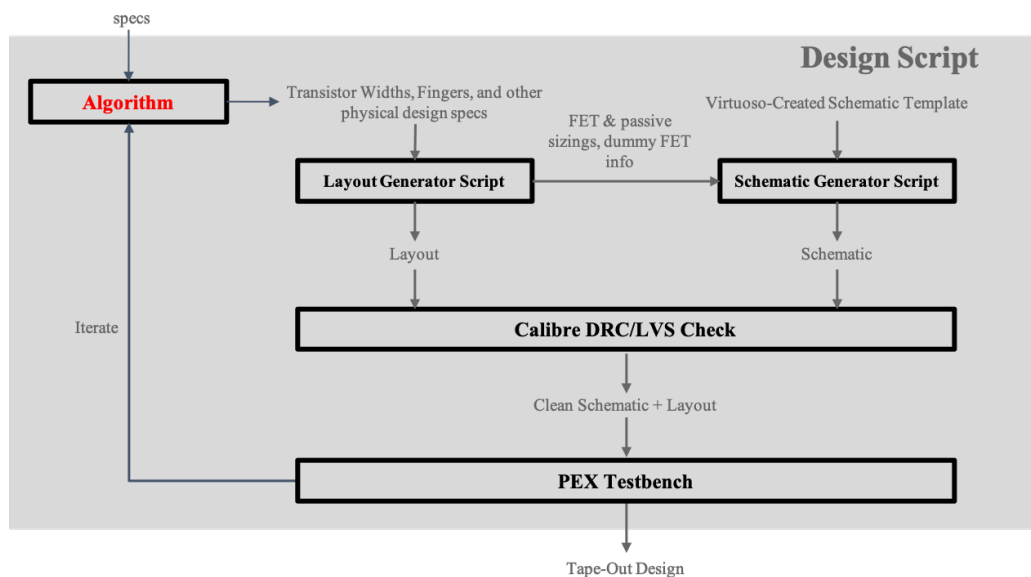 specs
Design Script
Algorithm
Transistor Widths, Fingers, and other
physical design specs
FET & passive
sizings, dummy FET
info
Virtuoso-Created Schematic Template
Layout Generator Script
Schematic Generator Script
Layout
Schematic
Iterate
Calibre DRC/LVS Check
Clean Schematic + Layout
PEX Testbench
Tape-Out Design